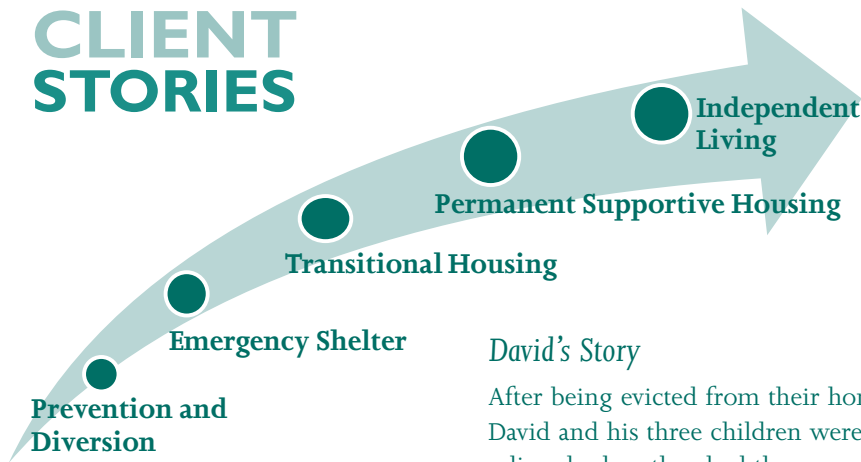 CLIENT
STORIES
Independent
Living
Permanent Supportive Housing
Transitional Housing
Emergency Shelter
Prevention and
Diversion
David's Story
After being evicted from their
David and his three children were